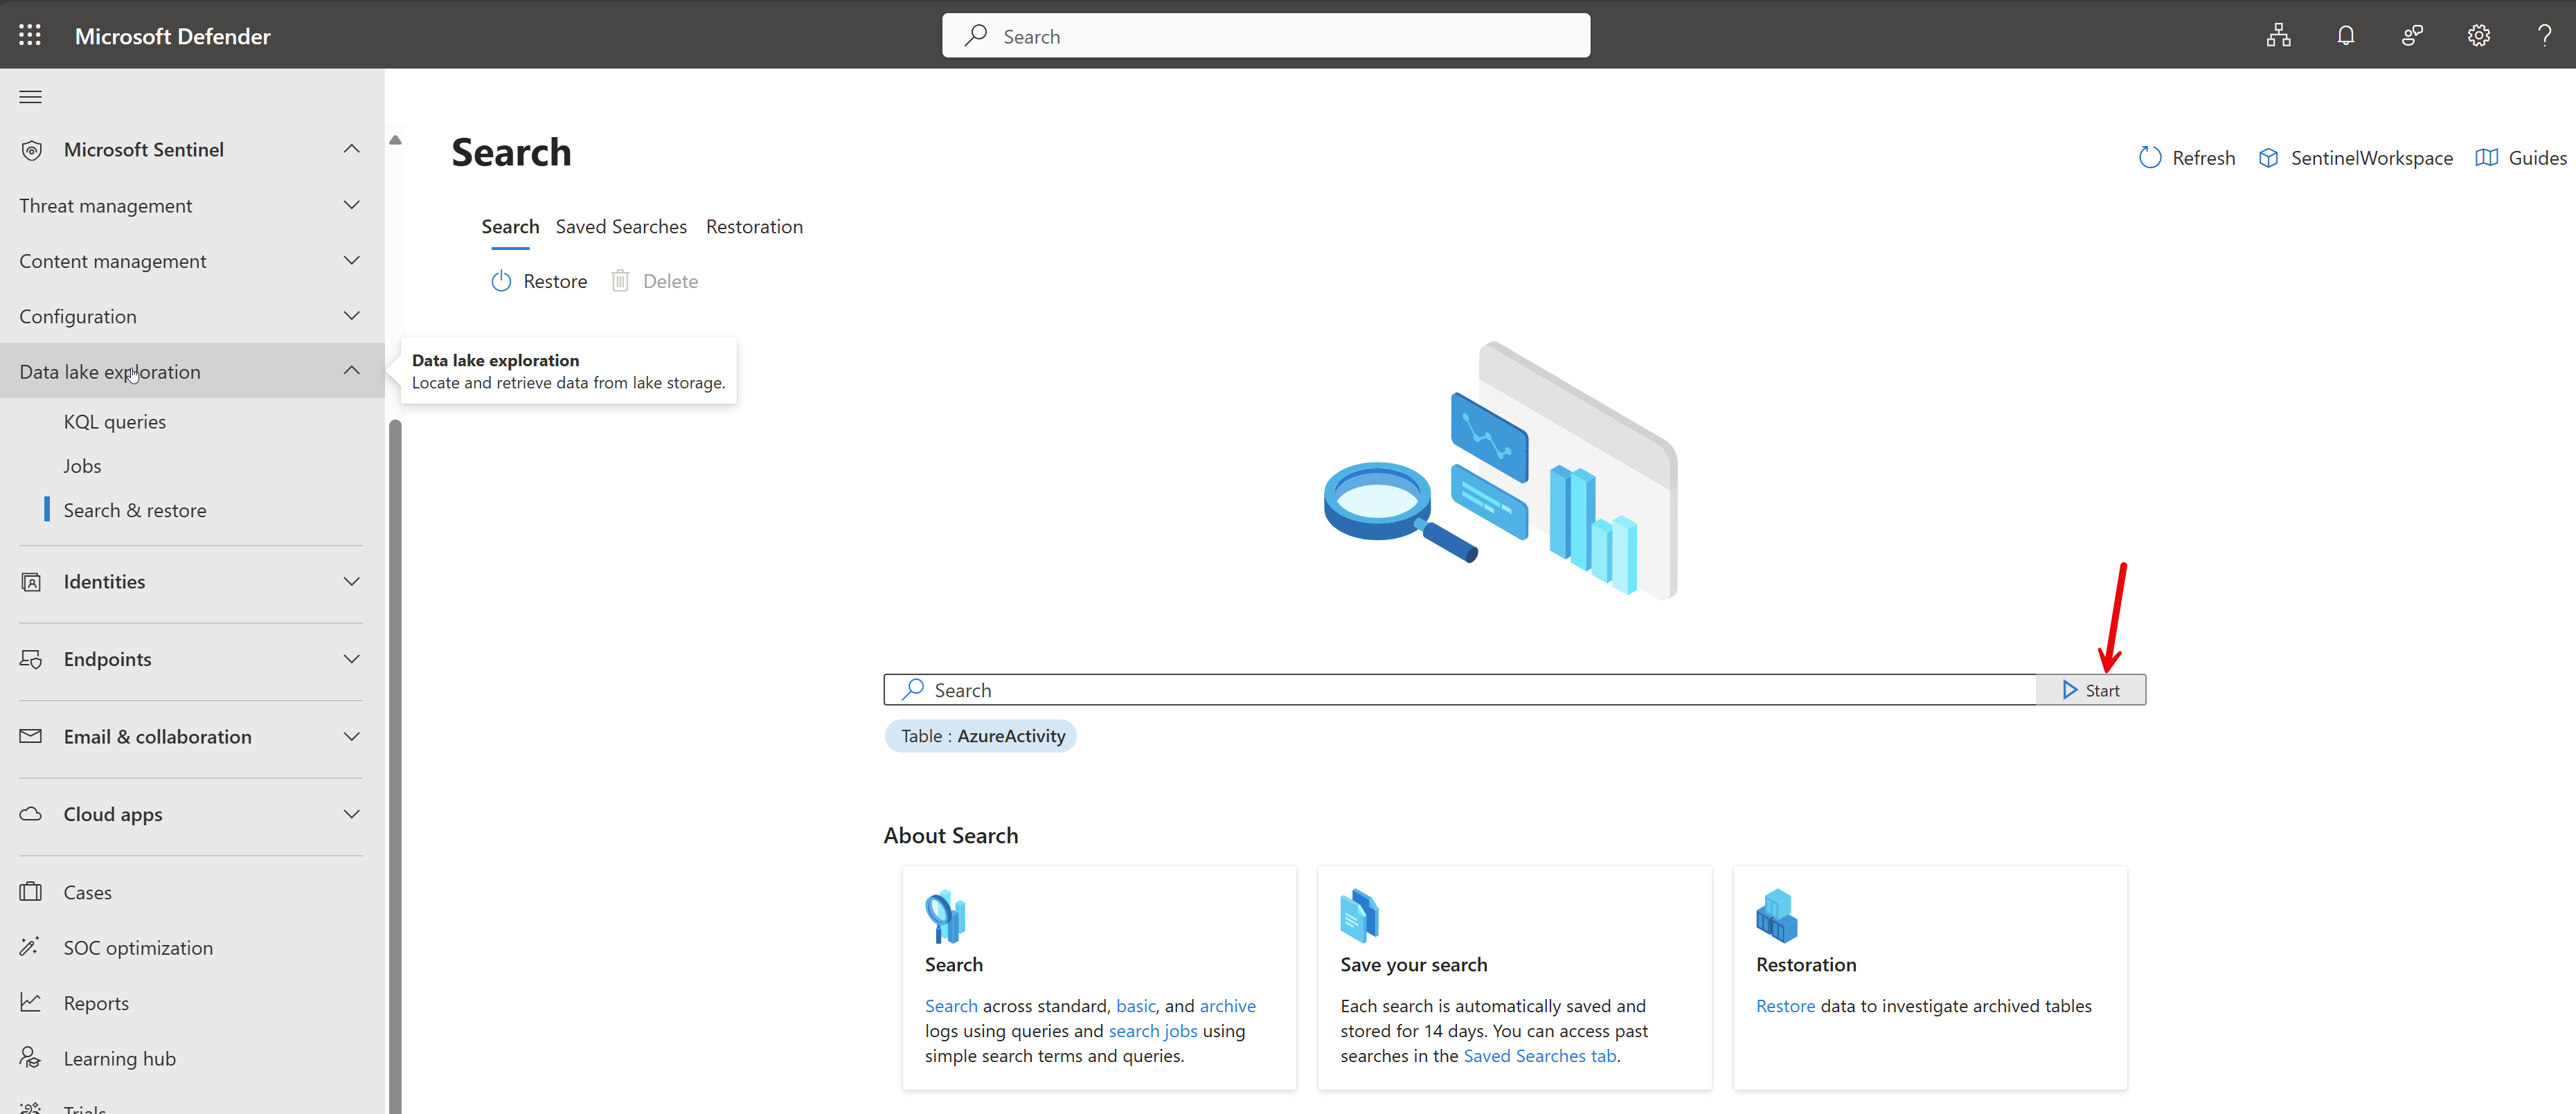 Microsoft Defender
Search
Microsoft Sentinel
Threat management
Content management
Configuration
Data lake exploration
KQL queries
Jobs
Search & restore
Identities
Endpoints
Email & collaboration
Cloud apps
Cases
SOC optimization
Reports
Learning hub
Trials
Data lake exploration
Locate and retrieve data from lake storage.
Search
Refresh
SentinelWorkspace
Guides
Search Saved Searches Restoration
Restore Delete
Search
Start
Table : AzureActivity
About Search
Search
Search across standard, basic, and archive
logs using queries and search jobs using
simple search terms and queries.
Save your search
Each search is automatically saved and
stored for 14 days. You can access past
searches in the Saved Searches tab.
Restoration
Restore data to investigate archived tables